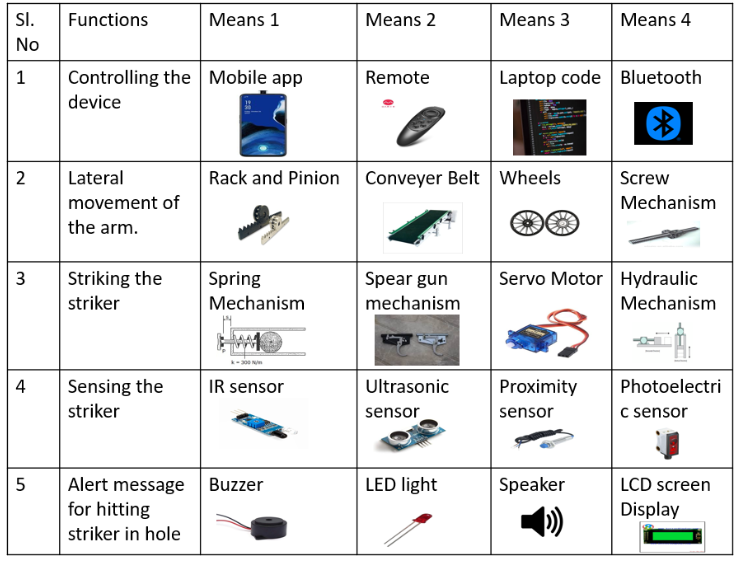 Sl. No
Functions
Means 1
Means 2
Means 3
Means 4
1
Controlling the
device
Mobile app
Remote
Laptop code
Bluetooth
2
Lateral
movement of
the arm.
Rack and Pinion
Conveyer Belt
Wheels
Screw
Mechanism
3
Striking the
striker
Spring
Mechanism
k = 300 N/m
Spear gun
mechanism
Servo Motor
Hydraulic
Mechanism
4
Sensing the
striker
IR sensor
Ultrasonic
sensor
Proximity
sensor
Photoelectri
c sensor
5
Alert message
for hitting
striker in hole
Buzzer
LED light
Speaker
LCD screen
Display